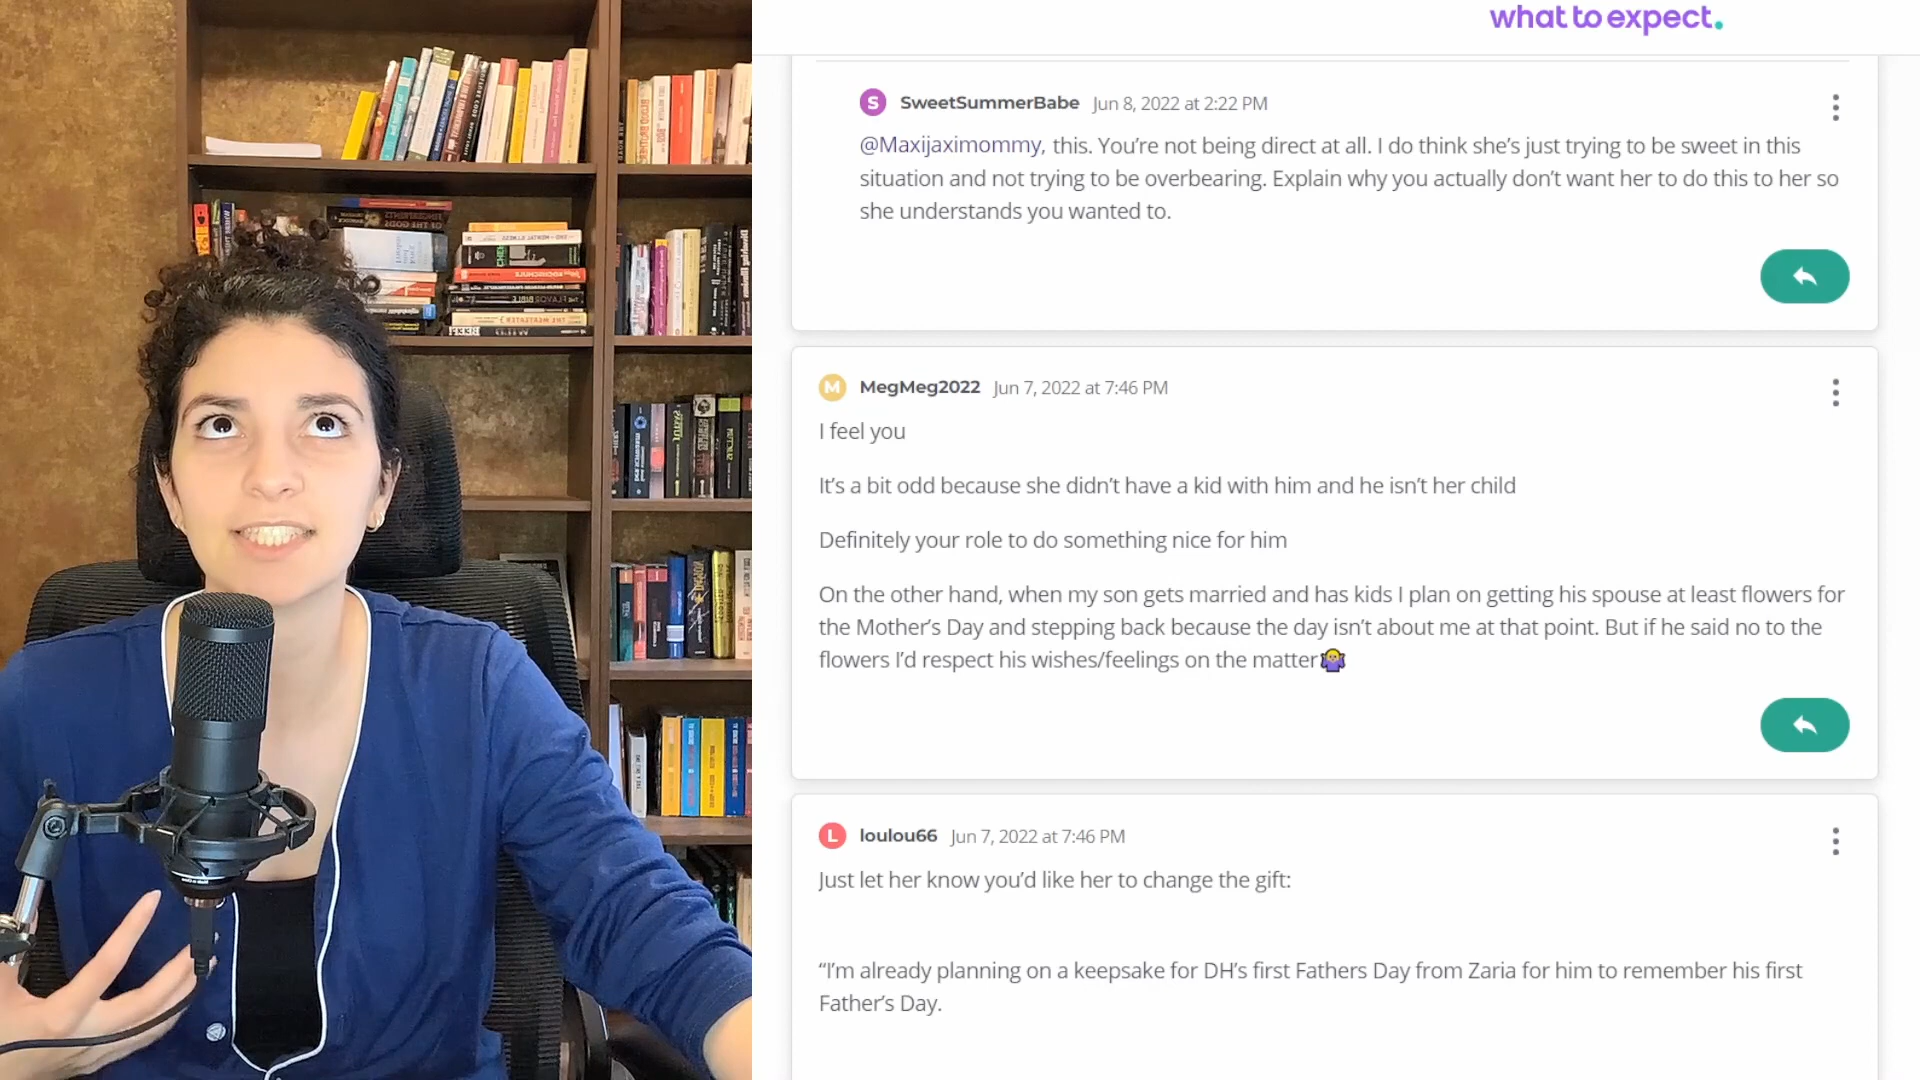 what to expect.
S SweetSummerBabe Jun 8, 2022 at 2:22 PM
@Maxijaximommy, this. You’re not being direct at all. I do think she’s just trying to be sweet in this
situation and not trying to be overbearing. Explain why you actually don’t want her to do this to her so
she understands you wanted to.
M MegMeg2022 Jun 7, 2022 at 7:46 PM
I feel you
It’s a bit odd because she didn’t have a kid with him and he isn’t her child
Definitely your role to do something nice for him
On the other hand, when my son gets married and has kids I plan on getting his spouse at least flowers for
the Mother’s Day and stepping back because the day isn’t about me at that point. But if he said no to the
flowers I’d respect his wishes/feelings on the matter🤷‍♀️
L loulou66 Jun 7, 2022 at 7:46 PM
Just let her know you’d like her to change the gift:
“I’m already planning on a keepsake for DH’s first Fathers Day from Zaria for him to remember his first
Father’s Day.